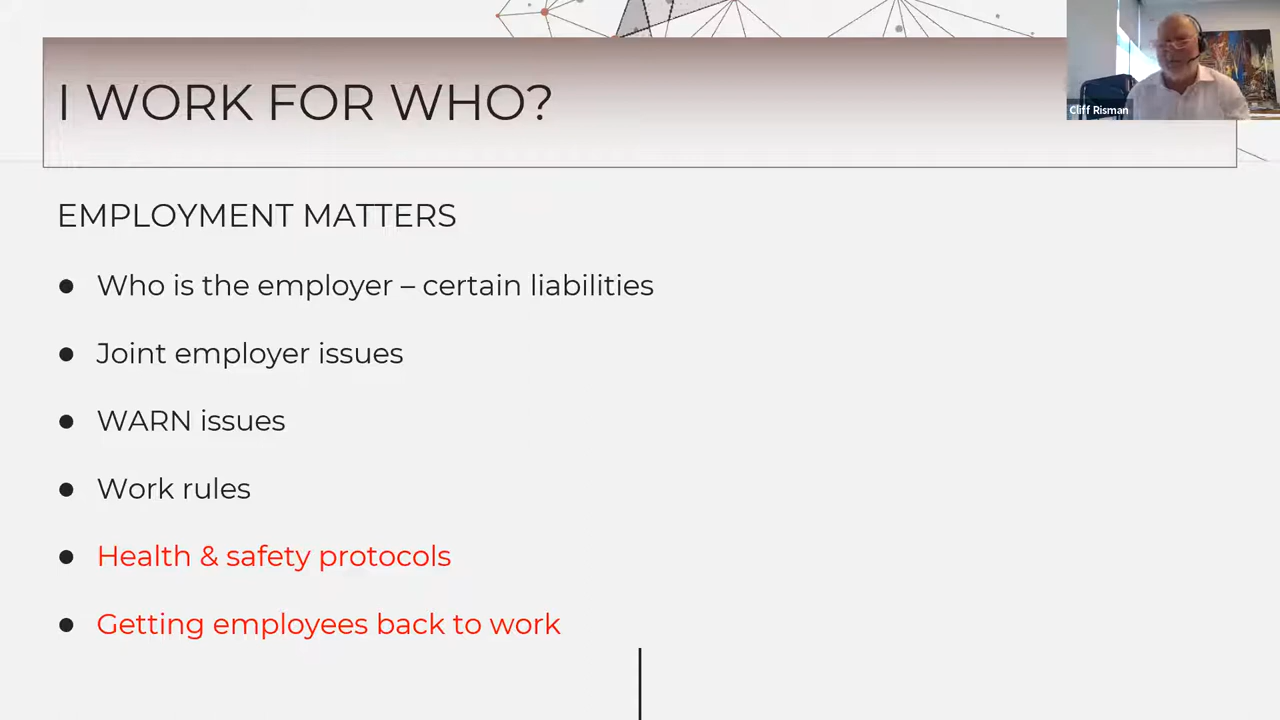 I WORK FOR WHO?
Cliff Risman
EMPLOYMENT MATTERS
● Who is the employer – certain liabilities
● Joint employer issues
● WARN issues
● Work rules
● Health & safety protocols
● Getting employees back to work